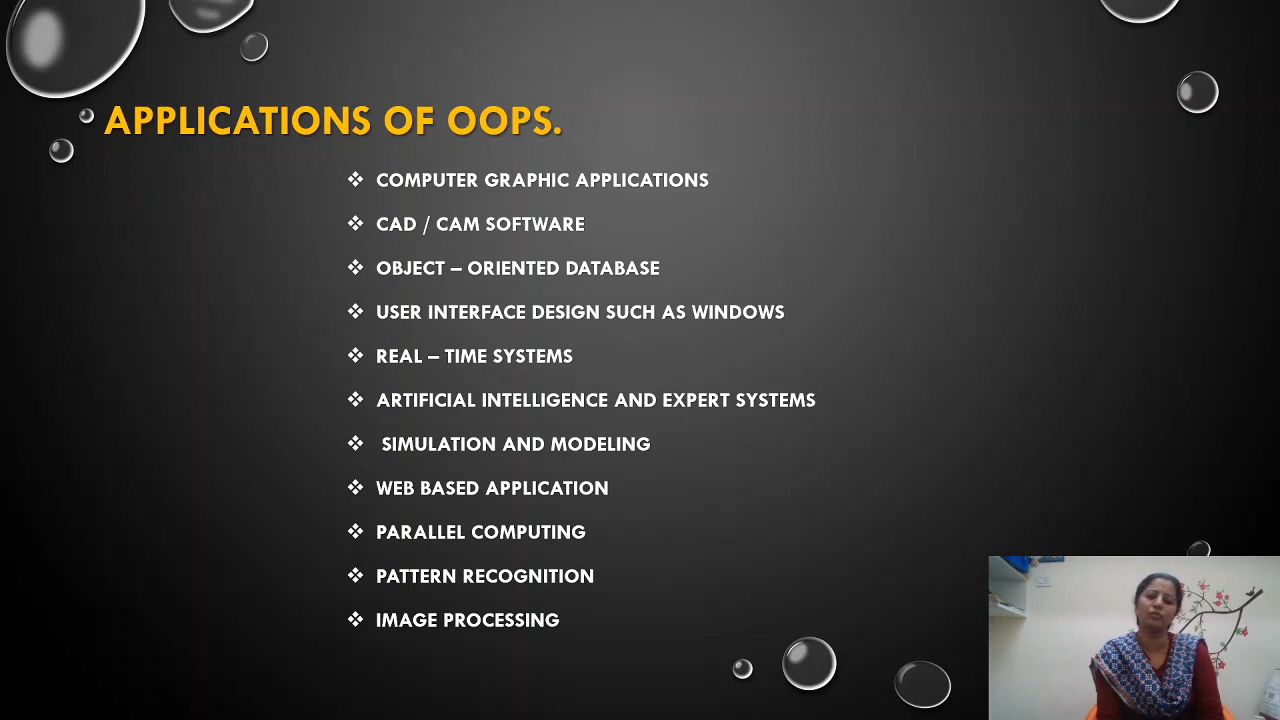 APPLICATIONS OF OOPS.
❖ COMPUTER GRAPHIC APPLICATIONS
❖ CAD / CAM SOFTWARE
❖ OBJECT – ORIENTED DATABASE
❖ USER INTERFACE DESIGN SUCH AS WINDOWS
❖ REAL – TIME SYSTEMS
❖ ARTIFICIAL INTELLIGENCE AND EXPERT SYSTEMS
❖ SIMULATION AND MODELING
❖ WEB BASED APPLICATION
❖ PARALLEL COMPUTING
❖ PATTERN RECOGNITION
❖ IMAGE PROCESSING